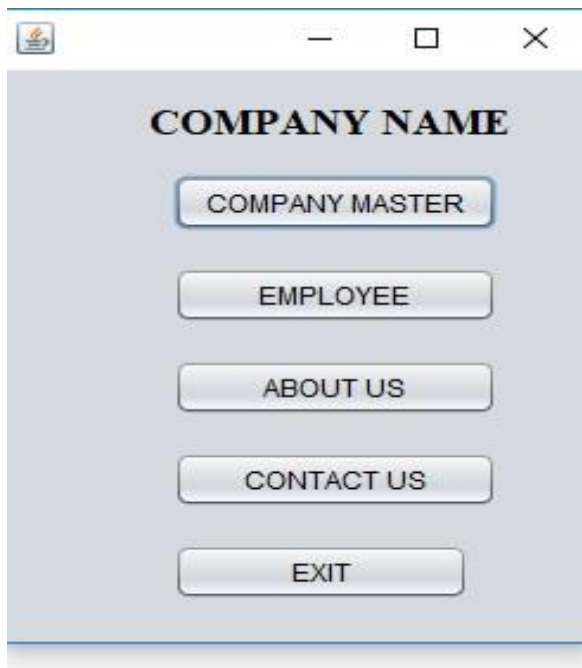 COMPANY NAME
COMPANY MASTER
EMPLOYEE
ABOUT US
CONTACT US
EXIT